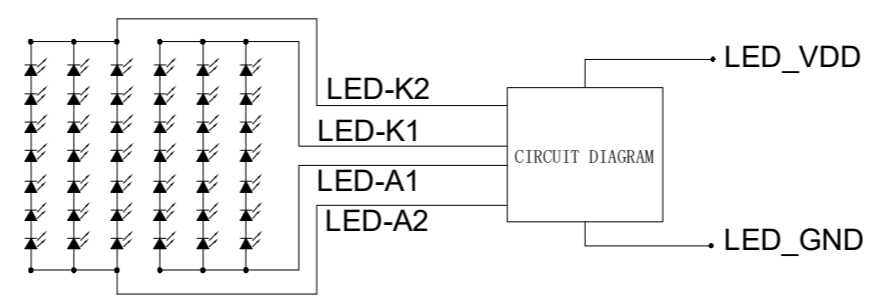 LED_VDD
LED-K2
LED-K1
CIRCUIT DIAGRAM
LED-A1
LED-A2
LED_GND